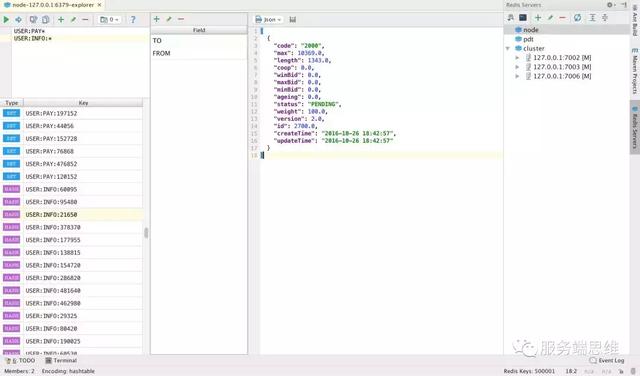 node-127.0.0.1:6379-explorer
USER:PAY*
USER:INFO:*
Type Key
SET USER:PAY:197152
SET USER:PAY:44056
SET USER:PAY:152728
SET USER:PAY:76868
SET USER:PAY:476852
SET USER:PAY:120152
HASH USER:INFO:60095
HASH USER:INFO:95480
HASH USER:INFO:21650
HASH USER:INFO:378370
HASH USER:INFO:177955
HASH USER:INFO:138815
HASH USER:INFO:154720
HASH USER:INFO:286820
HASH USER:INFO:481640
HASH USER:INFO:462980
HASH USER:INFO:29325
HASH USER:INFO:80420
HASH USER:INFO:190025
HASH USER:INFO:60530
0
Field
TO
FROM
Json
1 [
2 {
3 "code": "2000",
4 "max": 10369.0,
5 "length": 1343.0,
6 "coop": 0.0,
7 "winBid": 0.0,
8 "maxBid": 0.0,
9 "minBid": 0.0,
10 "ageing": 0.0,
11 "status": "PENDING",
12 "weight": 100.0,
13 "version": 2.0,
14 "id": 2700.0,
15 "createTime": "2016-10-26 18:42:57",
16 "updateTime": "2016-10-26 18:42:57"
17 }
18 ]
Redis Servers
node
pdt
cluster
127.0.0.1:7002 [M]
127.0.0.1:7003 [M]
127.0.0.1:7006 [M]
Ant Build
Maven Projects
Redis Servers
服务端思维
6: TODO Terminal Event Log
Members: 2 Encoding: hashtable Redis Keys: 500001 18:2 n/a n/a